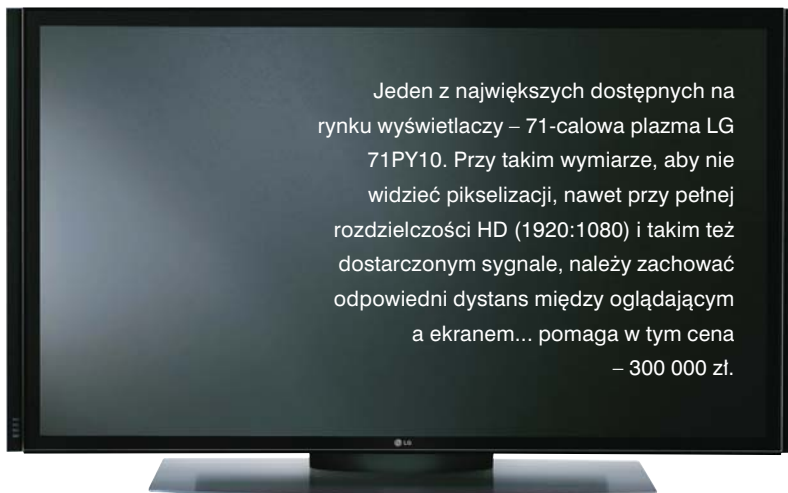 Jeden z największych dostępnych na
rynku wyświetlaczy – 71-calowa plazma LG
71PY10. Przy takim wymiarze, aby nie
widzieć pikselizacji, nawet przy pełnej
rozdzielczości HD (1920:1080) i takim też
dostarczonym sygnale, należy zachować
odpowiedni dystans między oglądającym
a ekranem... pomaga w tym cena
– 300 000 zł.
LG